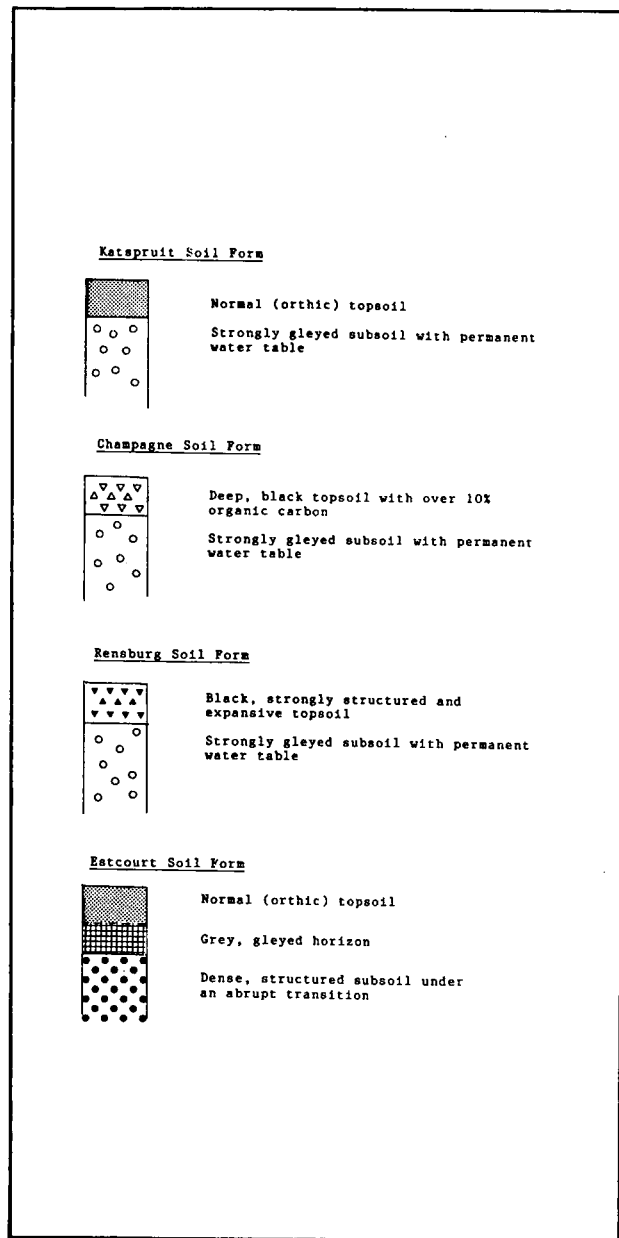 Katspruit Soil Form
Normal (orthic) topsoil
Strongly gleyed subsoil with permanent
water table
Champagne Soil Form
Deep, black topsoil with over 10%
organic carbon
Strongly gleyed subsoil with permanent
water table
Rensburg Soil Form
Black, strongly structured and
expansive topsoil
Strongly gleyed subsoil with permanent
water table
Estcourt Soil Form
Normal (orthic) topsoil
Grey, gleyed horizon
Dense, structured subsoil under
an abrupt transition